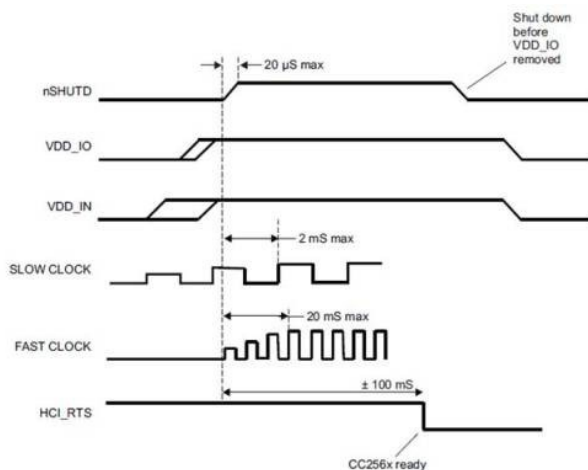 Shut down
before
VDD_IO
removed
20 µS max
nSHUTD
VDD_IO
VDD_IN
2 mS max
SLOW CLOCK
20 mS max
FAST CLOCK
± 100 mS
HCI_RTS
CC256x ready